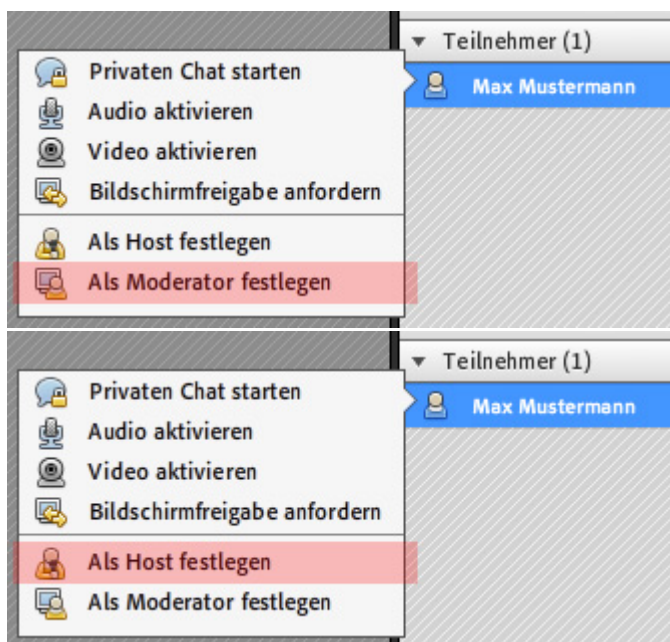 Teilnehmer (1)
Max Mustermann
Privaten Chat starten
Audio aktivieren
Video aktivieren
Bildschirmfreigabe anfordern
Als Host festlegen
Als Moderator festlegen
Teilnehmer (1)
Max Mustermann
Privaten Chat starten
Audio aktivieren
Video aktivieren
Bildschirmfreigabe anfordern
Als Host festlegen
Als Moderator festlegen